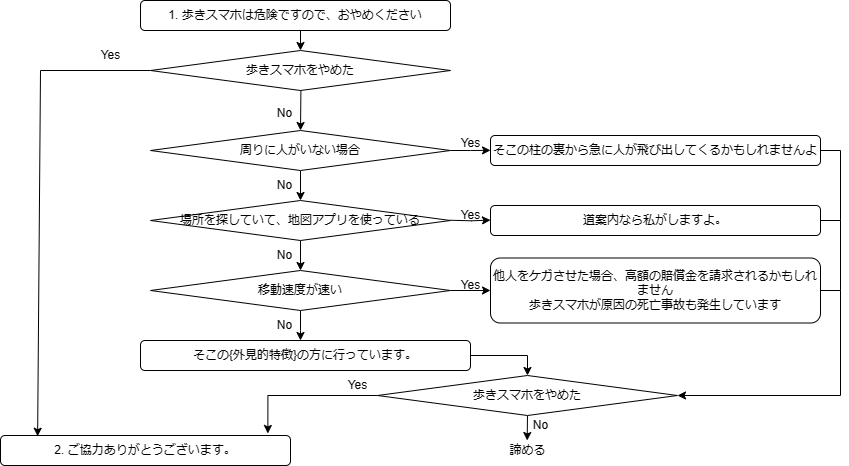 1. 歩きスマホは危険ですので、おやめください
Yes
歩きスマホをやめた
No
周りに人がいない場合
Yes
そこの柱の裏から急に人が飛び出してくるかもしれませんよ
No
場所を探していて、地図アプリを使っている
Yes
道案内なら私がしますよ。
No
移動速度が速い
Yes
他人をケガさせた場合、高額の賠償金を請求されるかもしれ
ません
歩きスマホが原因の死亡事故も発生しています
No
そこの{外見的特徴}の方に行っています。
Yes
歩きスマホをやめた
No
2. ご協力ありがとうございます。
諦める